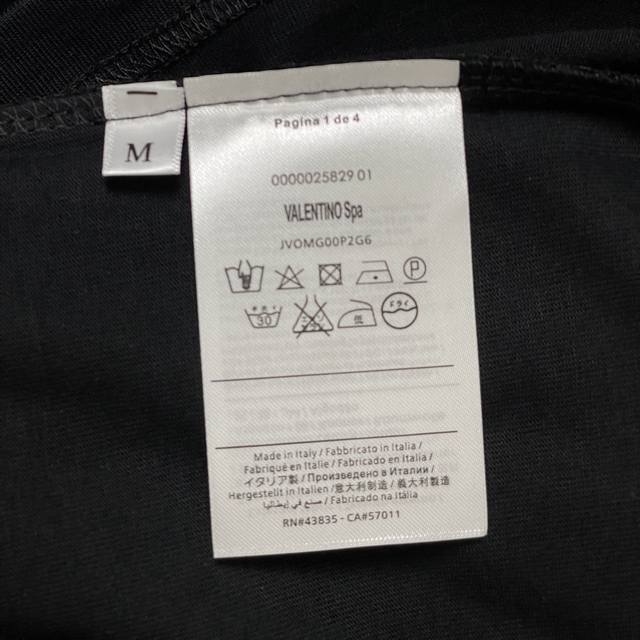 M
Pagina 1 de 4
0000025829 01
VALENTINO Spa
JVOMG00P2G6
P
30
低
ドライ
Made in Italy / Fabbricato in Italia /
Fabriqué en Italie / Fabricado en Italia /
イタリア製 / Произведено в Италии /
Hergestellt in Italien /意大利制造 / 義大利製造
صنع في إيطاليا / Fabricado na Itália
RN#43835 - CA#57011